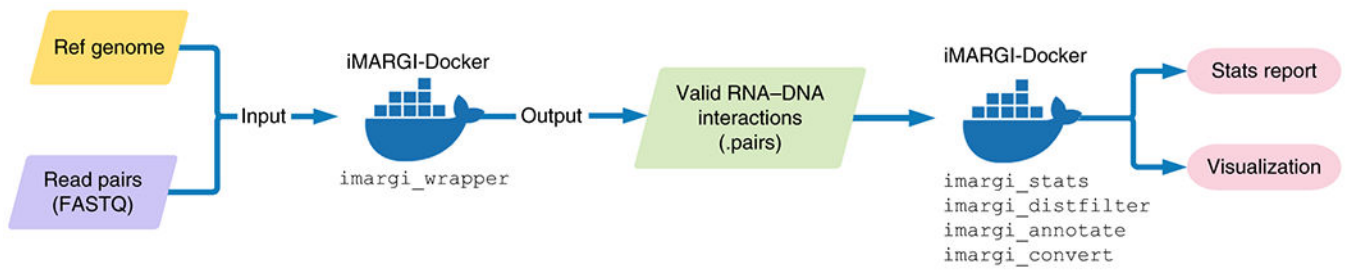 Ref genome
Read pairs
(FASTQ)
Input
iMARGI-Docker
imargi_wrapper
Output
Valid RNA–DNA
interactions
(.pairs)
iMARGI-Docker
imargi_stats
imargi_distfilter
imargi_annotate
imargi_convert
Stats report
Visualization